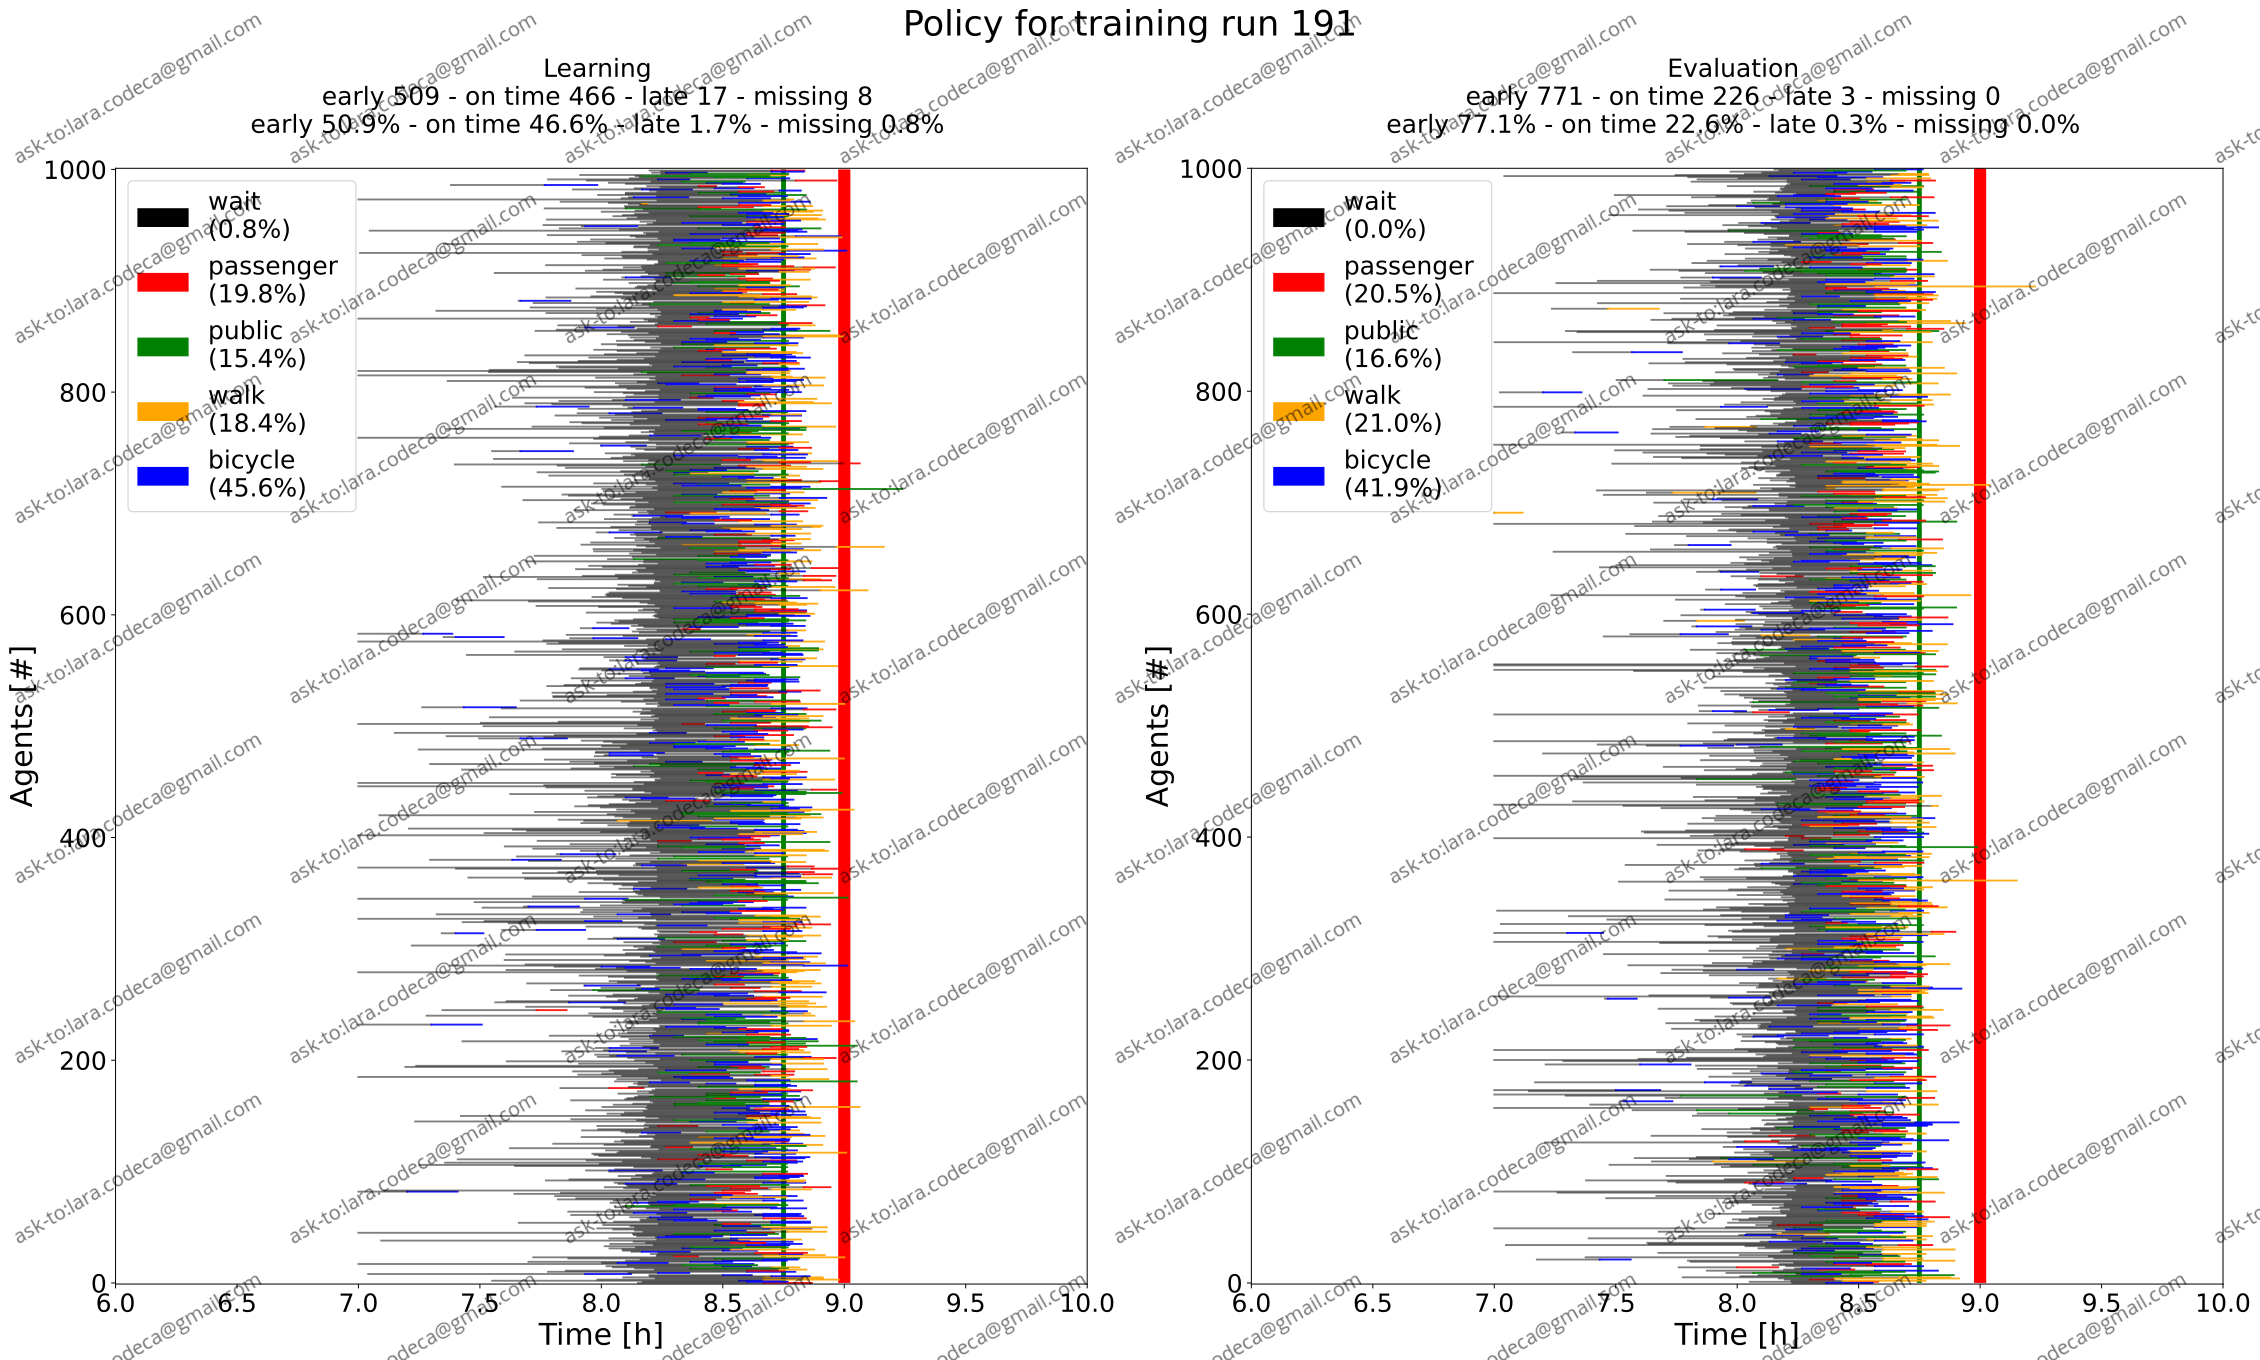 Policy for training run 191
Learning
early 509 - on time 466 - late 17 - missing 8
early 50.9% - on time 46.6% - late 1.7% - missing 0.8%
1000
800
600
400
200
0
Agents [#]
wait
(0.8%)
passenger
(19.8%)
public
(15.4%)
walk
(18.4%)
bicycle
(45.6%)
6.0 6.5 7.0 7.5 8.0 8.5 9.0 9.5 10.0
Time [h]
Evaluation
early 771 - on time 226 - late 3 - missing 0
early 77.1% - on time 22.6% - late 0.3% - missing 0.0%
1000
800
600
400
200
0
Agents [#]
wait
(0.0%)
passenger
(20.5%)
public
(16.6%)
walk
(21.0%)
bicycle
(41.9%)
6.0 6.5 7.0 7.5 8.0 8.5 9.0 9.5 10.0
Time [h]
ask-to:lara.codeca@gmail.com